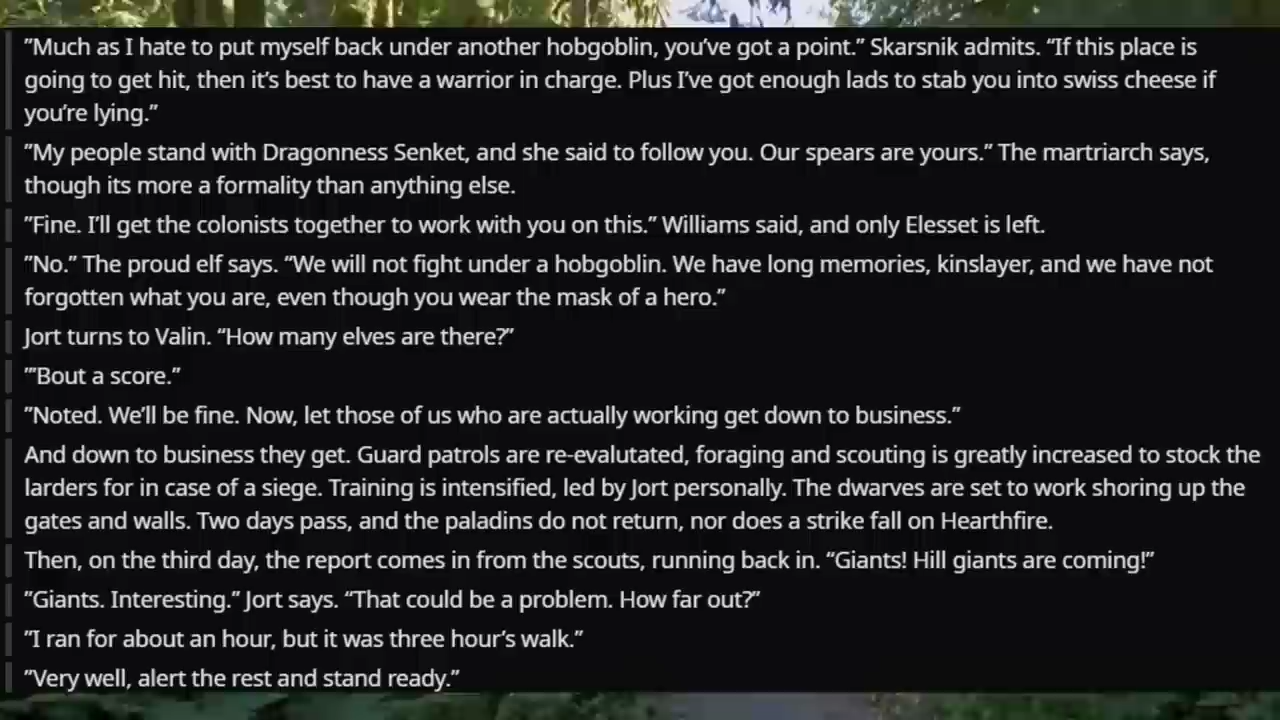 ”Much as I hate to put myself back under another hobgoblin, you’ve got a point.” Skarsnik admits. “If this place is
going to get hit, then it’s best to have a warrior in charge. Plus I’ve got enough lads to stab you into swiss cheese if
you’re lying.”
”My people stand with Dragonness Senket, and she said to follow you. Our spears are yours.” The martriarch says,
though its more a formality than anything else.
”Fine. I’ll get the colonists together to work with you on this.” Williams said, and only Elesset is left.
”No.” The proud elf says. “We will not fight under a hobgoblin. We have long memories, kinslayer, and we have not
forgotten what you are, even though you wear the mask of a hero.”
Jort turns to Valin. “How many elves are there?”
”’Bout a score.”
”Noted. We’ll be fine. Now, let those of us who are actually working get down to business.”
And down to business they get. Guard patrols are re-evalutated, foraging and scouting is greatly increased to stock the
larders for in case of a siege. Training is intensified, led by Jort personally. The dwarves are set to work shoring up the
gates and walls. Two days pass, and the paladins do not return, nor does a strike fall on Hearthfire.
Then, on the third day, the report comes in from the scouts, running back in. “Giants! Hill giants are coming!”
”Giants. Interesting.” Jort says. “That could be a problem. How far out?”
”I ran for about an hour, but it was three hour’s walk.”
”Very well, alert the rest and stand ready.”